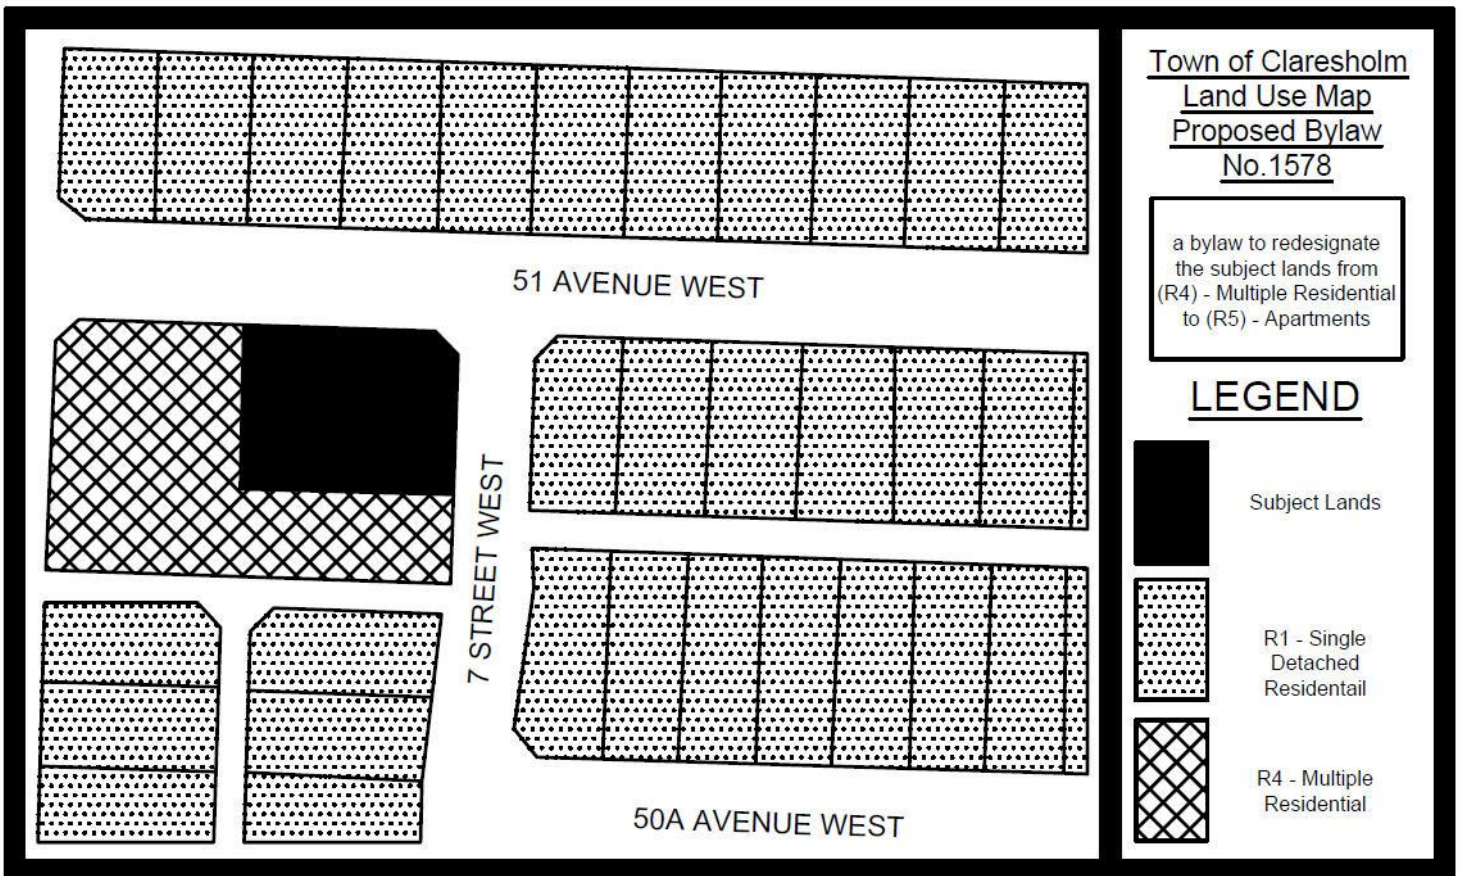 51 AVENUE WEST
7 STREET WEST
50A AVENUE WEST
Town of Claresholm
Land Use Map
Proposed Bylaw
No.1578
a bylaw to redesignate
the subject lands from
(R4) - Multiple Residential
to (R5) - Apartments
LEGEND
Subject Lands
R1 - Single
Detached
Residentail
R4 - Multiple
Residential